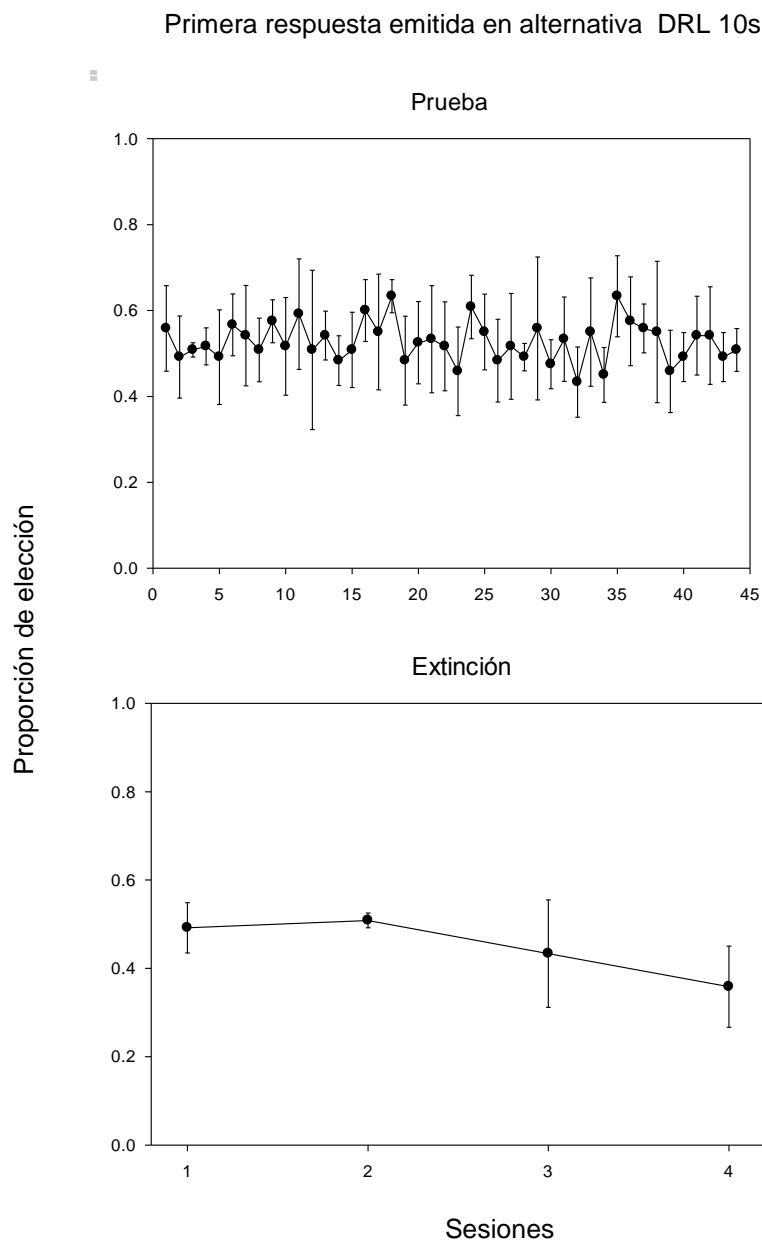 Primera respuesta emitida en alternativa DRL 10s
Prueba
1.0
0.8
0.6
0.4
0.2
0.0
0 5 10 15 20 25 30 35 40 45
Proporción de elección
Extinción
1.0
0.8
0.6
0.4
0.2
0.0
1 2 3 4
Sesiones